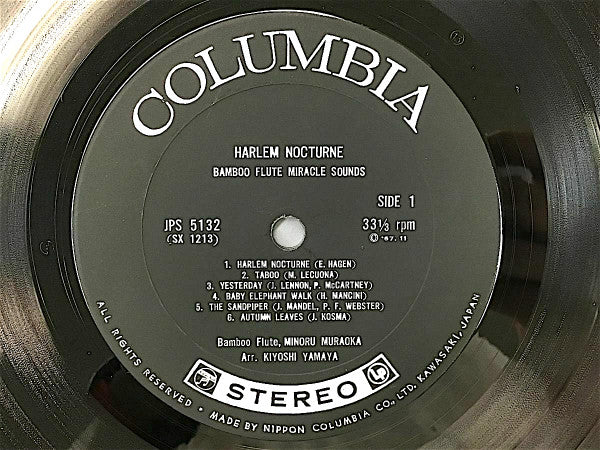 COLUMBIA
HARLEM NOCTURNE
BAMBOO FLUTE MIRACLE SOUNDS
SIDE 1
JPS 5132
(SX 1213)
33⅓ rpm
Ⓟ '67.11
1. HARLEM NOCTURNE (E. HAGEN)
2. TABOO (M. LECUONA)
3. YESTERDAY (J. LENNON, P. McCARTNEY)
4. BABY ELEPHANT WALK (H. MANCINI)
5. THE SANDPIPER (J. MANDEL, P. F. WEBSTER)
6. AUTUMN LEAVES (J. KOSMA)
Bamboo Flute, MINORU MURAOKA
Arr. KIYOSHI YAMAYA
STEREO
LP
ALL RIGHTS RESERVED • MADE BY NIPPON COLUMBIA CO., LTD. KAWASAKI, JAPAN